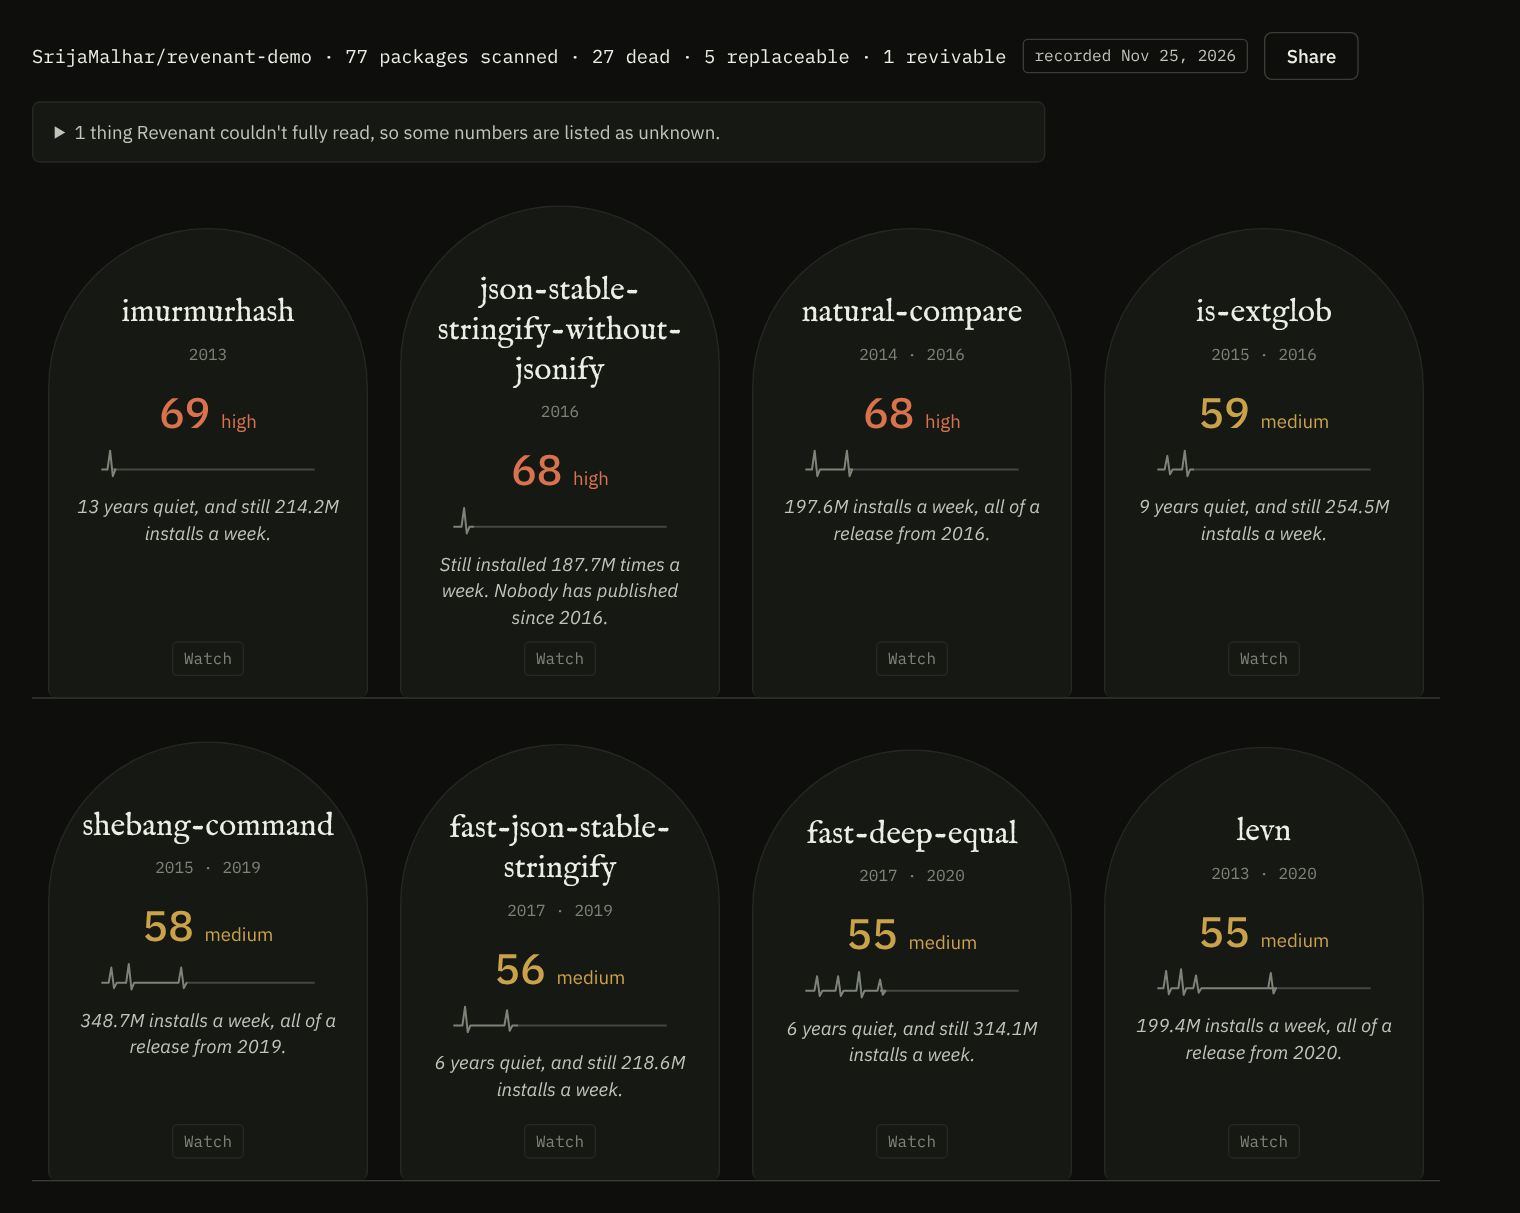 SrijaMalhar/revenant-demo · 77 packages scanned · 27 dead · 5 replaceable · 1 revivable
recorded Nov 25, 2026
Share
▶ 1 thing Revenant couldn't fully read, so some numbers are listed as unknown.
imurmurhash
2013
69 high
13 years quiet, and still 214.2M
installs a week.
Watch
json-stable-
stringify-without-
jsonify
2016
68 high
Still installed 187.7M times a
week. Nobody has published
since 2016.
Watch
natural-compare
2014 · 2016
68 high
197.6M installs a week, all of a
release from 2016.
Watch
is-extglob
2015 · 2016
59 medium
9 years quiet, and still 254.5M
installs a week.
Watch
shebang-command
2015 · 2019
58 medium
348.7M installs a week, all of a
release from 2019.
Watch
fast-json-stable-
stringify
2017 · 2019
56 medium
6 years quiet, and still 218.6M
installs a week.
Watch
fast-deep-equal
2017 · 2020
55 medium
6 years quiet, and still 314.1M
installs a week.
Watch
levn
2013 · 2020
55 medium
199.4M installs a week, all of a
release from 2020.
Watch